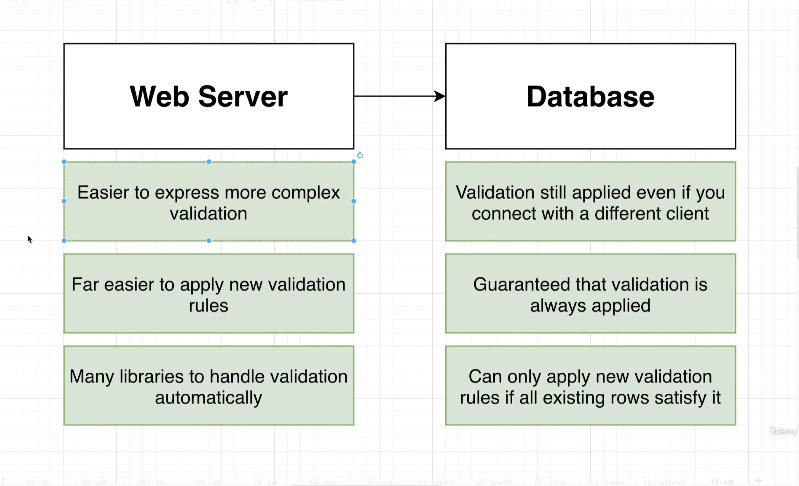 Web Server
Database
Easier to express more complex
validation
Validation still applied even if you
connect with a different client
Far easier to apply new validation
rules
Guaranteed that validation is
always applied
Many libraries to handle validation
automatically
Can only apply new validation
rules if all existing rows satisfy it
Udemy